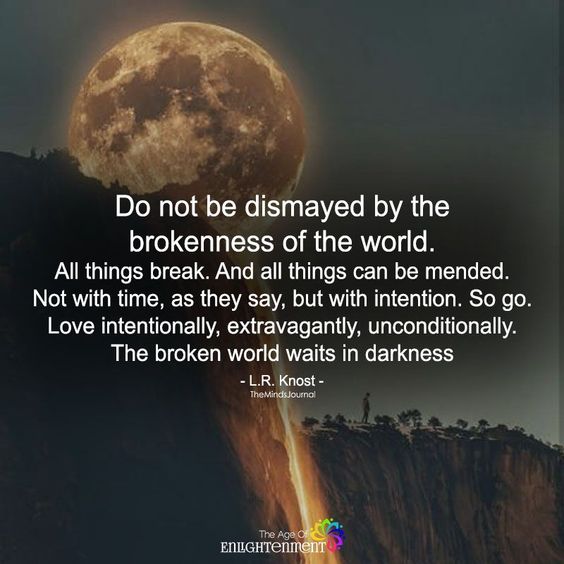 Do not be dismayed by the
brokenness of the world.
All things break. And all things can be mended.
Not with time, as they say, but with intention. So go.
Love intentionally, extravagantly, unconditionally.
The broken world waits in darkness
- L.R. Knost -
TheMindsJournal
The Age Of
ENLIGHTENMENT